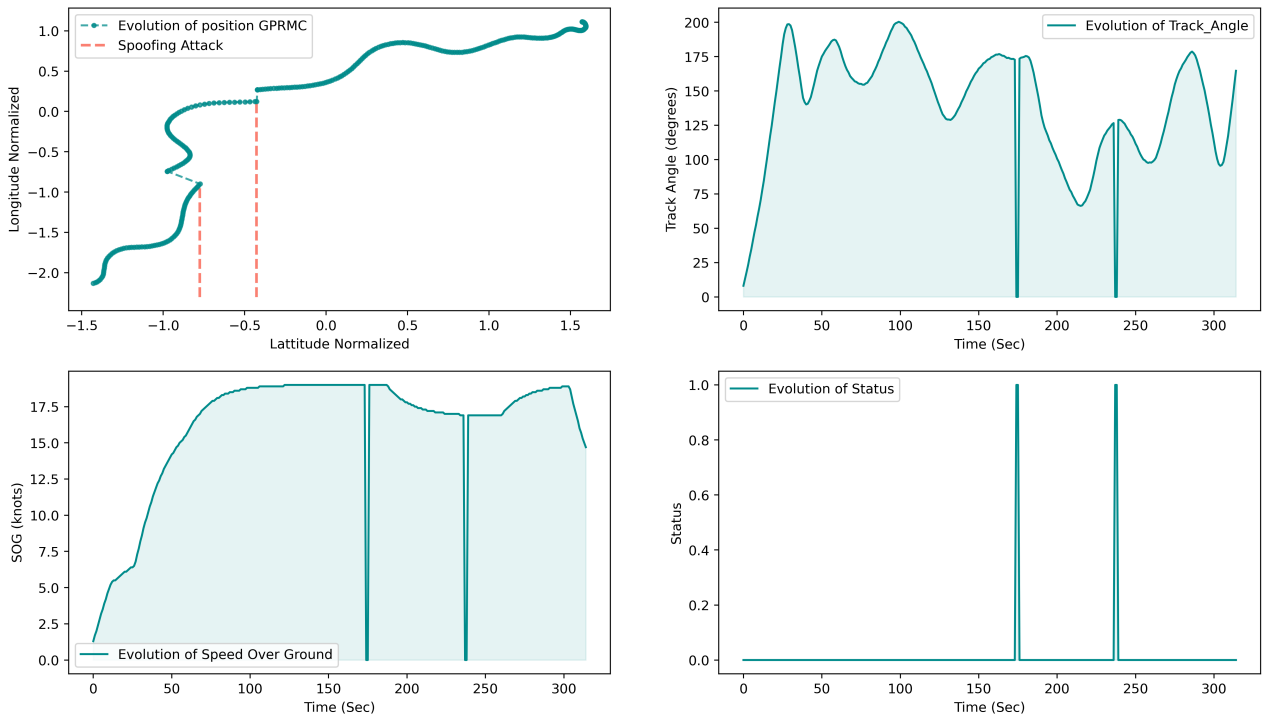 Evolution of position GPRMC
Spoofing Attack
Longitude Normalized
1.0
0.5
0.0
−0.5
−1.0
−1.5
−2.0
−1.5 −1.0 −0.5 0.0 0.5 1.0 1.5
Lattitude Normalized
Evolution of Track_Angle
Track Angle (degrees)
200
175
150
125
100
75
50
25
0
0 50 100 150 200 250 300
Time (Sec)
SOG (knots)
17.5
15.0
12.5
10.0
7.5
5.0
2.5
0.0
Evolution of Speed Over Ground
0 50 100 150 200 250 300
Time (Sec)
Evolution of Status
Status
1.0
0.8
0.6
0.4
0.2
0.0
0 50 100 150 200 250 300
Time (Sec)